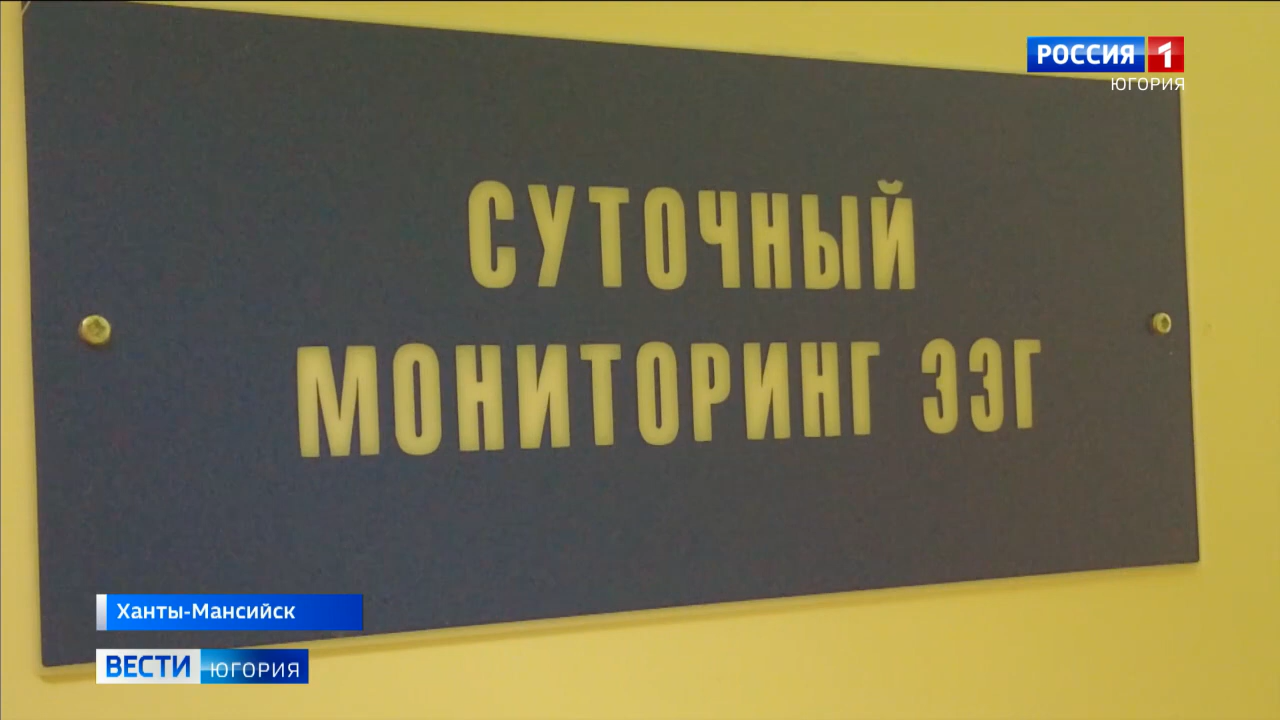 РОССИЯ 1
ЮГОРИЯ
СУТОЧНЫЙ
МОНИТОРИНГ ЭЭГ
Ханты-Мансийск
ВЕСТИ ЮГОРИЯ